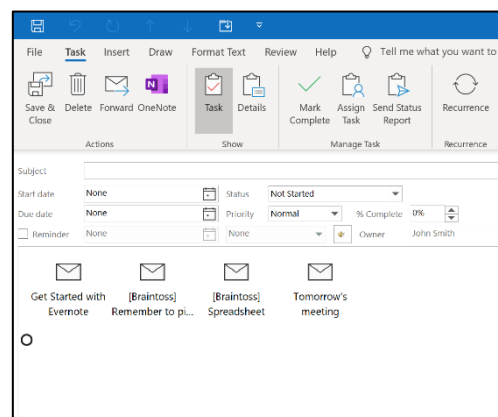 File Task Insert Draw Format Text Review Help Tell me what you want to
Save & Close Delete Forward OneNote Task Details Mark Complete Assign Task Send Status Report Recurrence
Actions Show Manage Task Recurrence
Subject
Start date None Status Not Started
Due date None Priority Normal % Complete 0%
Reminder None None Owner John Smith
Get Started with [Braintoss] [Braintoss] Tomorrow's
Evernote Remember to pi... Spreadsheet meeting